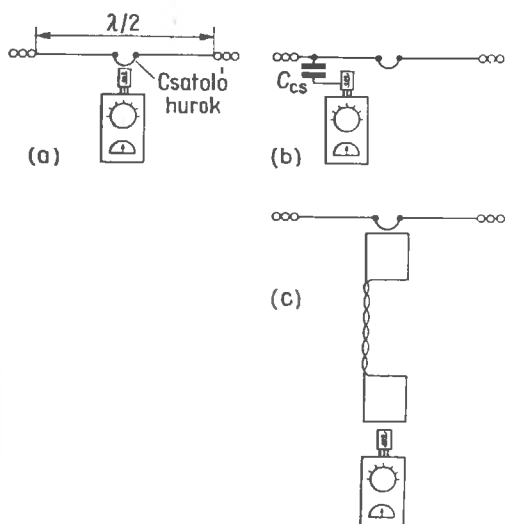 λ/2
Csatoló
hurok
(a)
C_cs
(b)
(c)